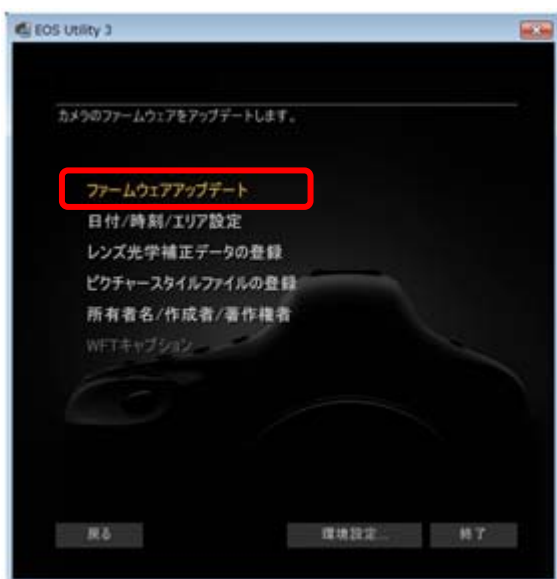 EOS Utility 3
カメラのファームウェアをアップデートします。
ファームウェアアップデート
日付/時刻/エリア設定
レンズ光学補正データの登録
ピクチャースタイルファイルの登録
所有者名/作成者/著作権者
WFTキャプション
戻る
環境設定...
終了